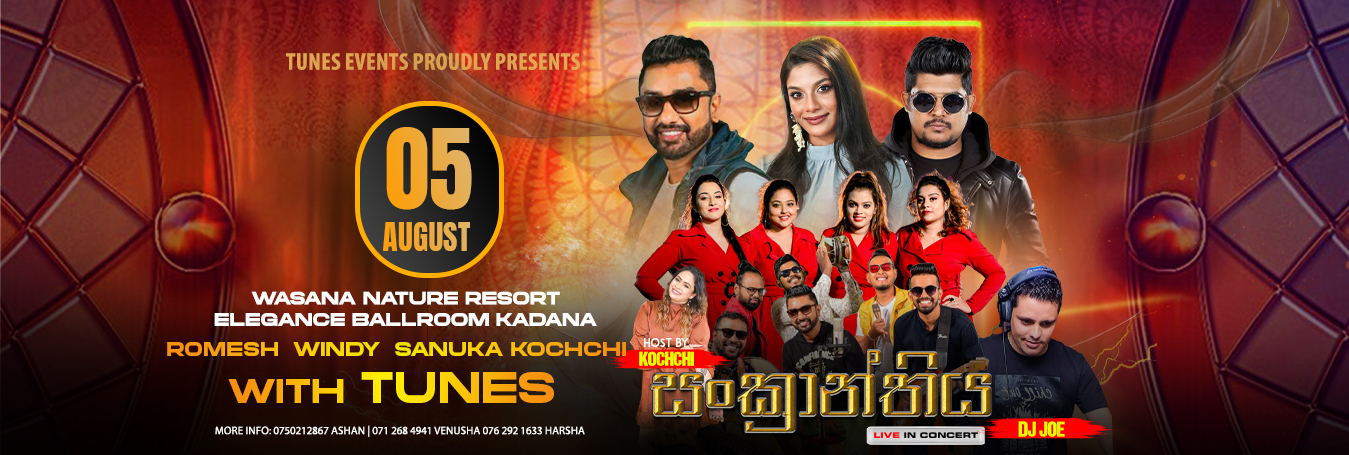 TUNES EVENTS PROUDLY PRESENTS
05
AUGUST
WASANA NATURE RESORT
ELEGANCE BALLROOM KADANA
ROMESH WINDY SANUKA KOCHCHI
WITH TUNES
MORE INFO: 0750212867 ASHAN | 071 268 4941 VENUSHA 076 292 1633 HARSHA
HOST BY
KOCHCHI
සංක්‍රාන්තිය
LIVE IN CONCERT
DJ JOE